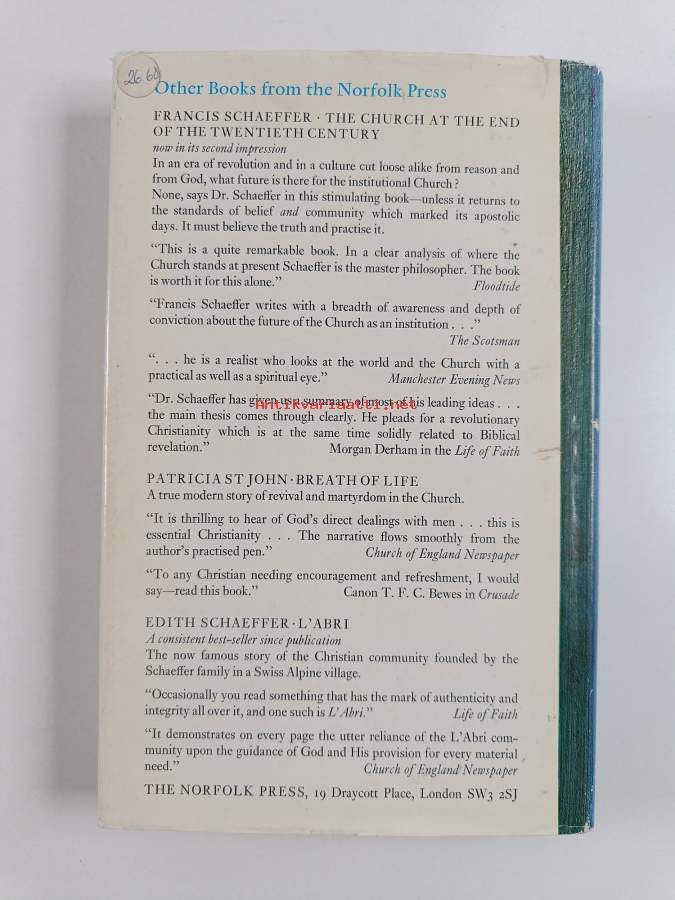 26.60
Other Books from the Norfolk Press
FRANCIS SCHAEFFER · THE CHURCH AT THE END
OF THE TWENTIETH CENTURY
now in its second impression
In an era of revolution and in a culture cut loose alike from reason and
from God, what future is there for the institutional Church?
None, says Dr. Schaeffer in this stimulating book—unless it returns to
the standards of belief and community which marked its apostolic
days. It must believe the truth and practise it.
“This is a quite remarkable book. In a clear analysis of where the
Church stands at present Schaeffer is the master philosopher. The book
is worth it for this alone.” Floodtide
“Francis Schaeffer writes with a breadth of awareness and depth of
conviction about the future of the Church as an institution . . .”
The Scotsman
“. . . he is a realist who looks at the world and the Church with a
practical as well as a spiritual eye.” Manchester Evening News
“Dr. Schaeffer has given us a summary of most of his leading ideas . . .
Antikvariaatti.net
the main thesis comes through clearly. He pleads for a revolutionary
Christianity which is at the same time solidly related to Biblical
revelation.” Morgan Derham in the Life of Faith
PATRICIA ST JOHN · BREATH OF LIFE
A true modern story of revival and martyrdom in the Church.
“It is thrilling to hear of God’s direct dealings with men . . . this is
essential Christianity . . . The narrative flows smoothly from the
author’s practised pen.” Church of England Newspaper
“To any Christian needing encouragement and refreshment, I would
say—read this book.” Canon T. F. C. Bewes in Crusade
EDITH SCHAEFFER · L’ABRI
A consistent best-seller since publication
The now famous story of the Christian community founded by the
Schaeffer family in a Swiss Alpine village.
“Occasionally you read something that has the mark of authenticity and
integrity all over it, and one such is L’Abri.” Life of Faith
“It demonstrates on every page the utter reliance of the L’Abri com-
munity upon the guidance of God and His provision for every material
need.” Church of England Newspaper
THE NORFOLK PRESS, 19 Draycott Place, London SW3 2SJ